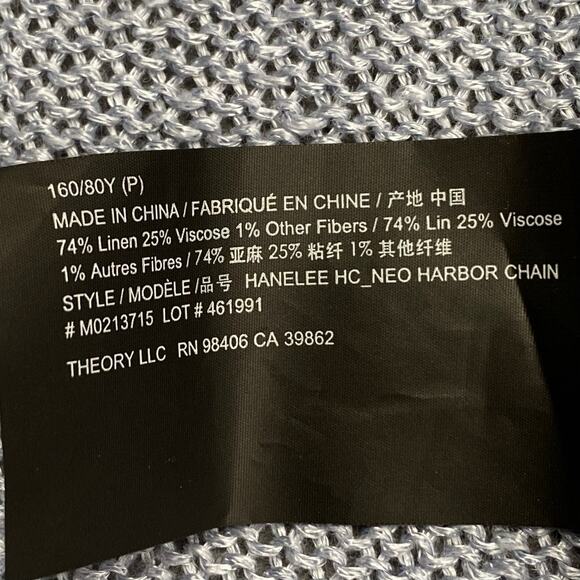 160/80Y (P)
MADE IN CHINA / FABRIQUÉ EN CHINE / 产地 中国
74% Linen 25% Viscose 1% Other Fibers / 74% Lin 25% Viscose
1% Autres Fibres / 74% 亚麻 25% 粘纤 1% 其他纤维
STYLE / MODÈLE /品号 HANELEE HC_NEO HARBOR CHAIN
# M0213715 LOT # 461991
THEORY LLC RN 98406 CA 39862